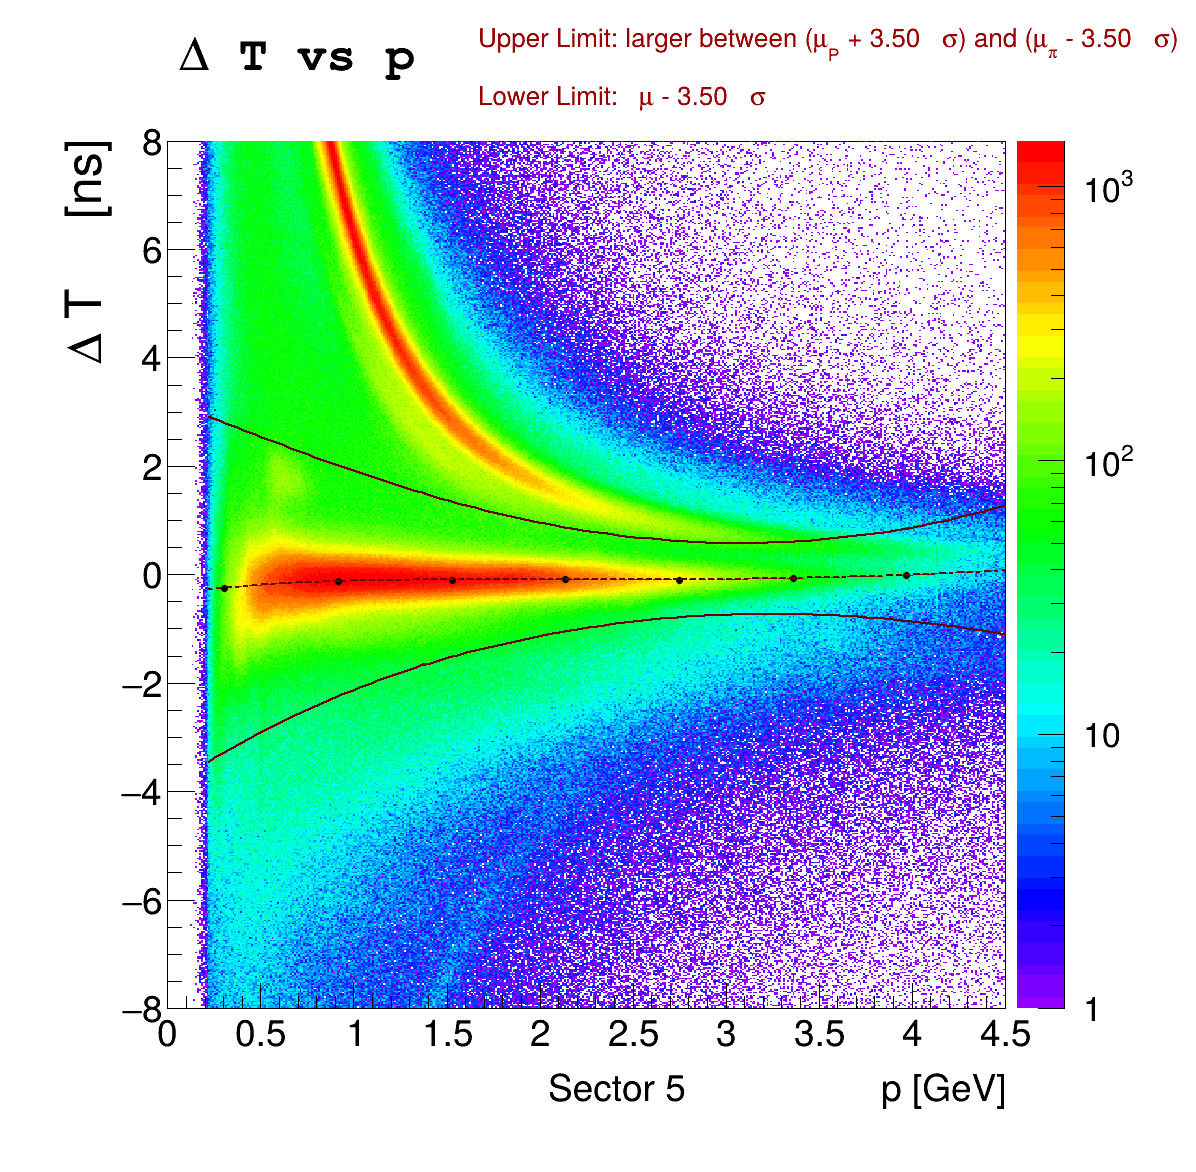 Δ T vs p
Upper Limit: larger between (μP + 3.50 σ) and (μπ - 3.50 σ)
Lower Limit: μ - 3.50 σ
Δ T [ns]
8
6
4
2
0
−2
−4
−6
−8
0 0.5 1 1.5 2 2.5 3 3.5 4 4.5
Sector 5 p [GeV]
10³
10²
10
1